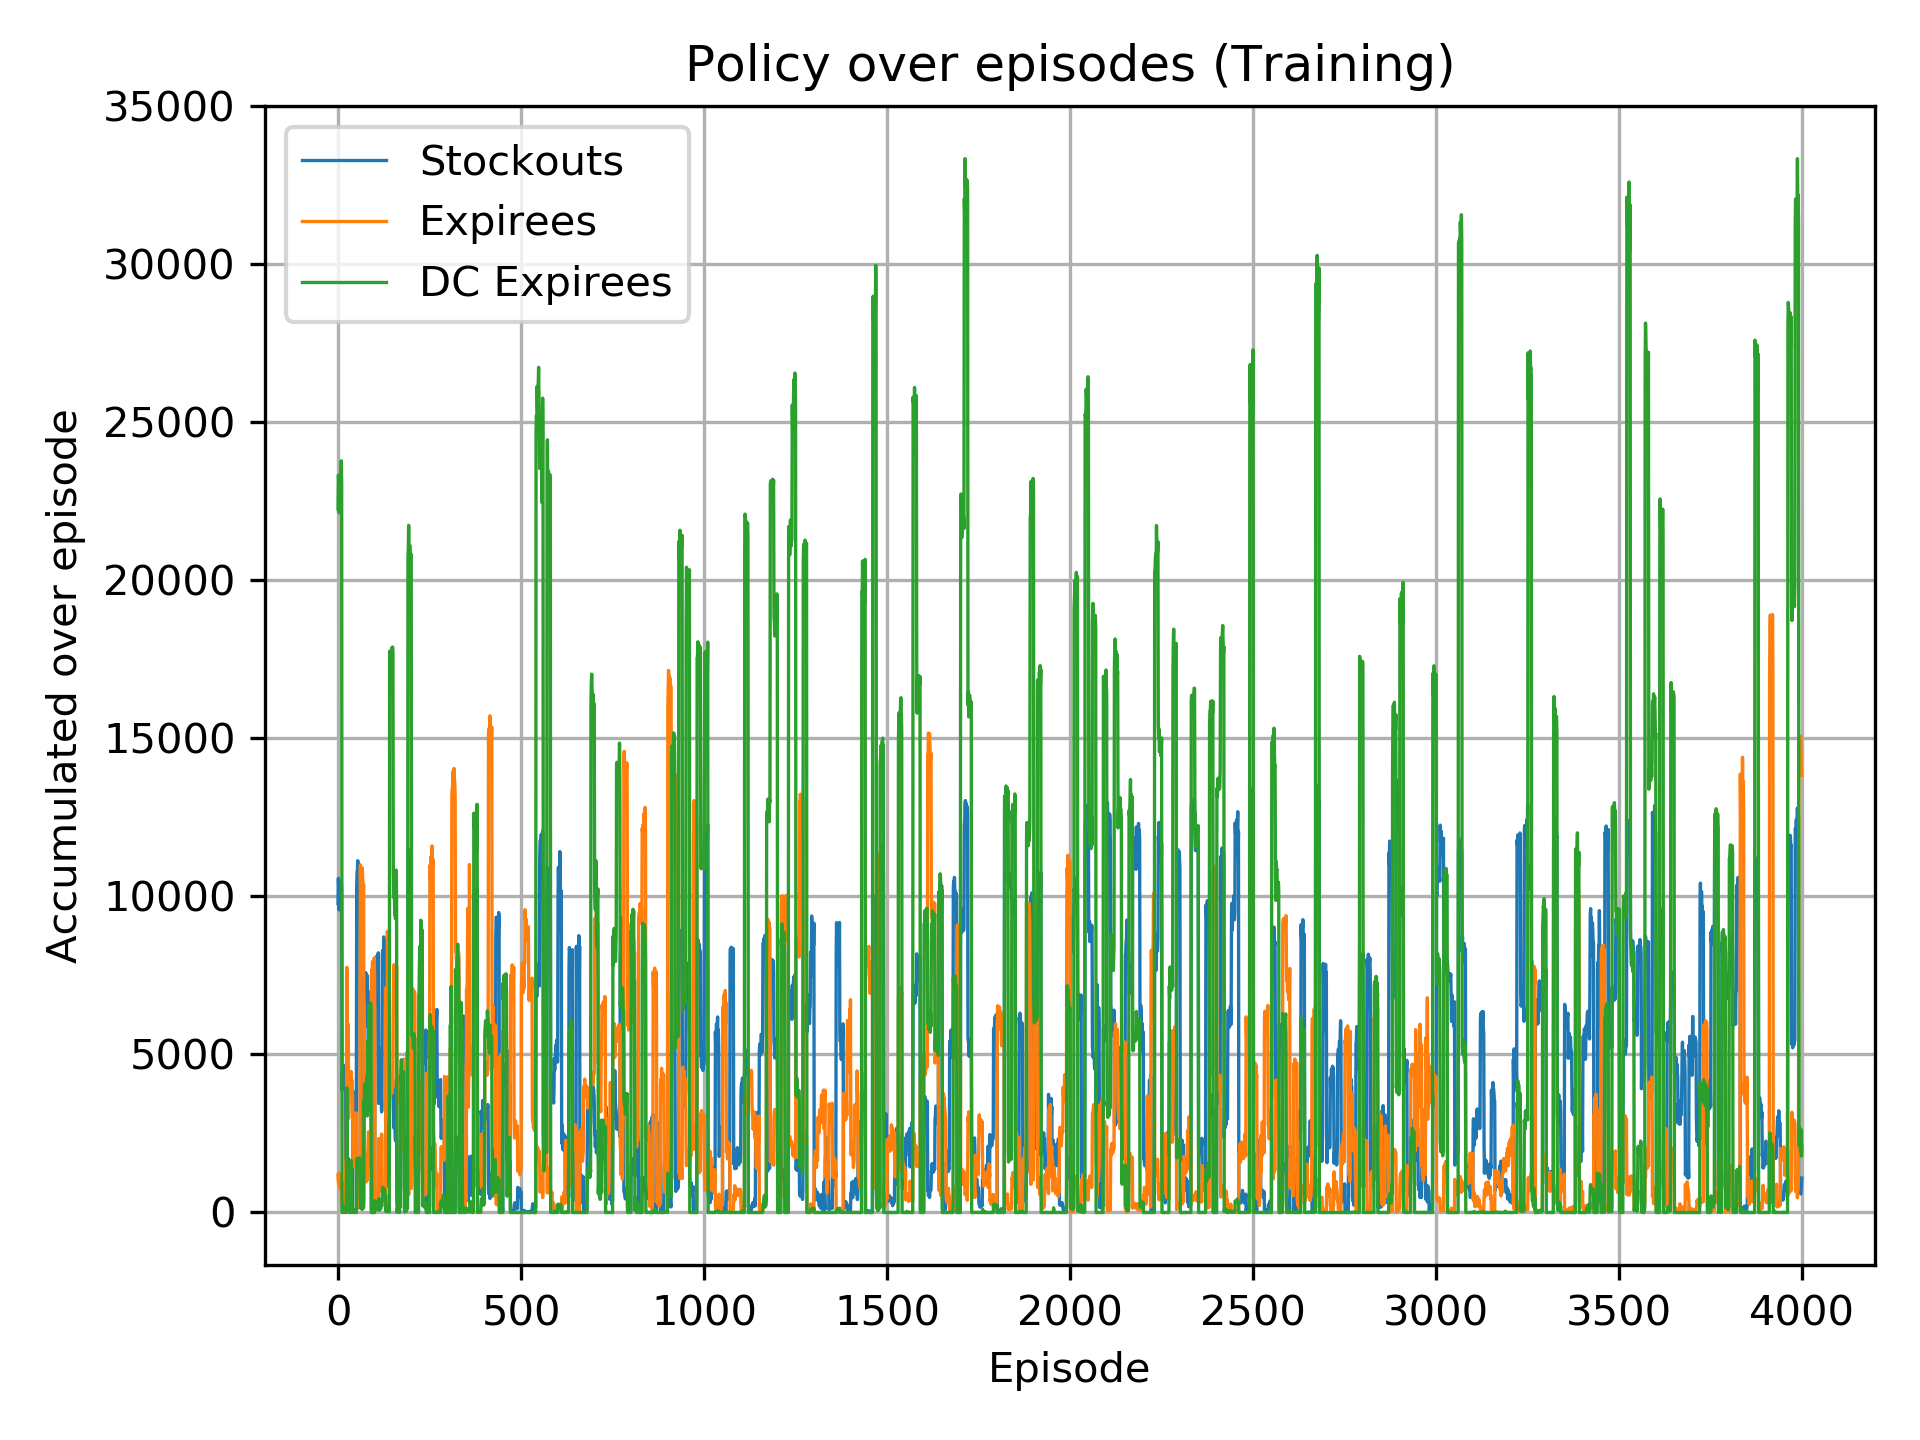 Policy over episodes (Training)
35000
30000
25000
20000
15000
10000
5000
0
Accumulated over episode
Stockouts
Expirees
DC Expirees
0 500 1000 1500 2000 2500 3000 3500 4000
Episode